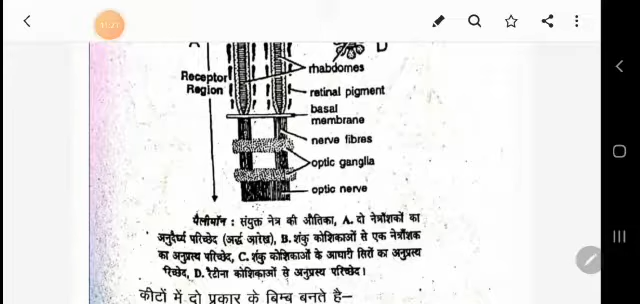 A
D
rhabdomes
Receptor
Region
retinal pigment
basal
membrane
nerve fibres
optic ganglia
optic nerve
पैलीमॉन : संयुक्त नेत्र की औतिका, A. दो नेत्रांशकों का
अनुदैर्ध्य परिच्छेद (अर्द्ध आरेख), B. शंकु कोशिकाओं से एक नेत्रांशक
का अनुप्रस्थ परिच्छेद, C. शंकु कोशिकाओं के आधारी सिरों का अनुप्रस्थ
रिच्छेद, D. रेटीना कोशिकाओं से अनुप्रस्थ परिच्छेद।
कीटों में दो प्रकार के बिम्ब बनते है–